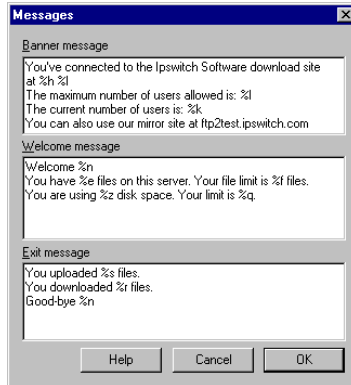 Messages
Banner message
You've connected to the Ipswitch Software download site
at %h %l
The maximum number of users allowed is: %l
The current number of users is: %k
You can also use our mirror site at ftp2test.ipswitch.com
Welcome message
Welcome %n
You have %e files on this server. Your file limit is %f files.
You are using %z disk space. Your limit is %q.
Exit message
You uploaded %s files.
You downloaded %r files.
Good-bye %n
Help
Cancel
OK